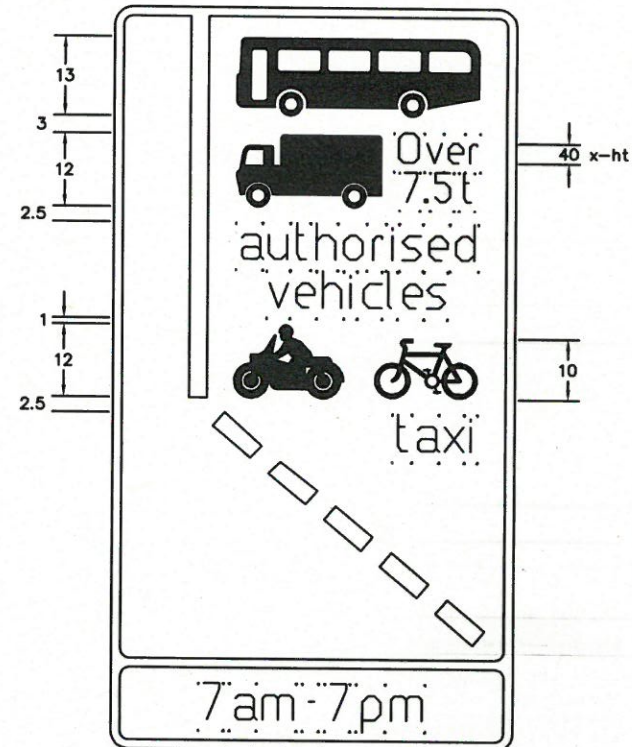 13
3
Over
12
40 x-ht
7.5t
2.5
authorised
vehicles
1
12
10
2.5
taxi
7am-7pm